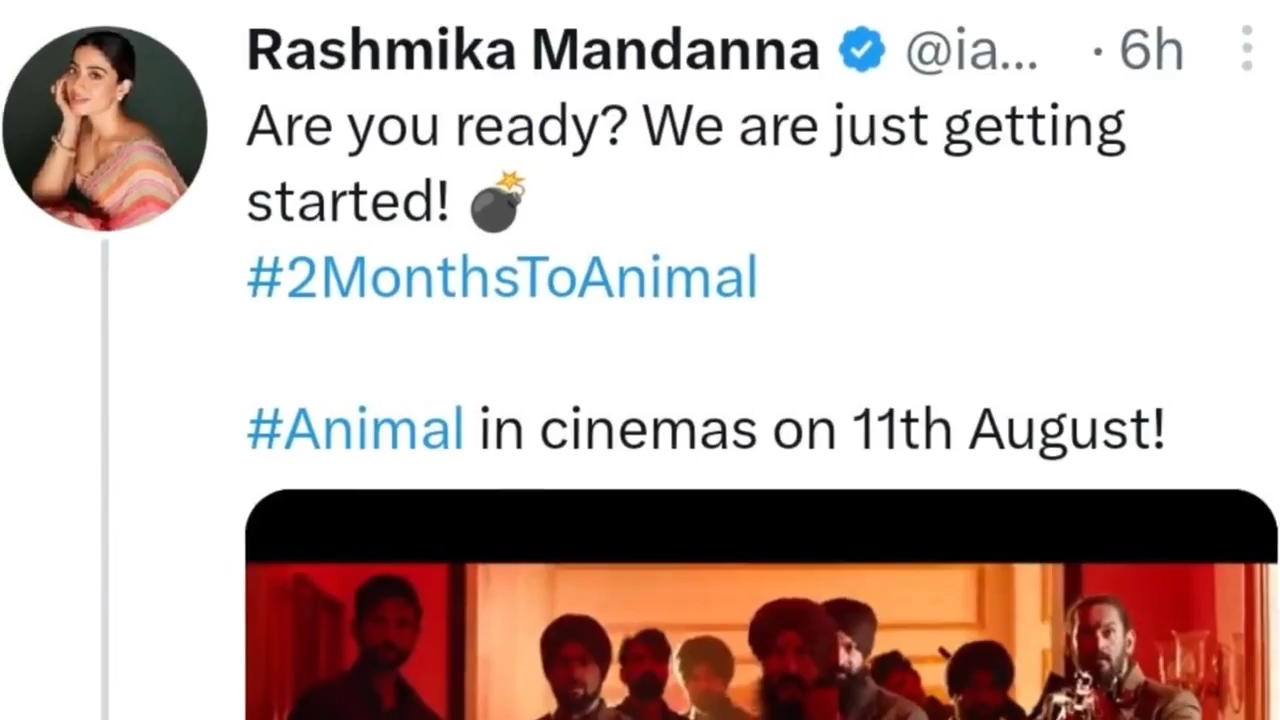 Rashmika Mandanna @ia... · 6h
Are you ready? We are just getting
started! 💣
#2MonthsToAnimal
#Animal in cinemas on 11th August!